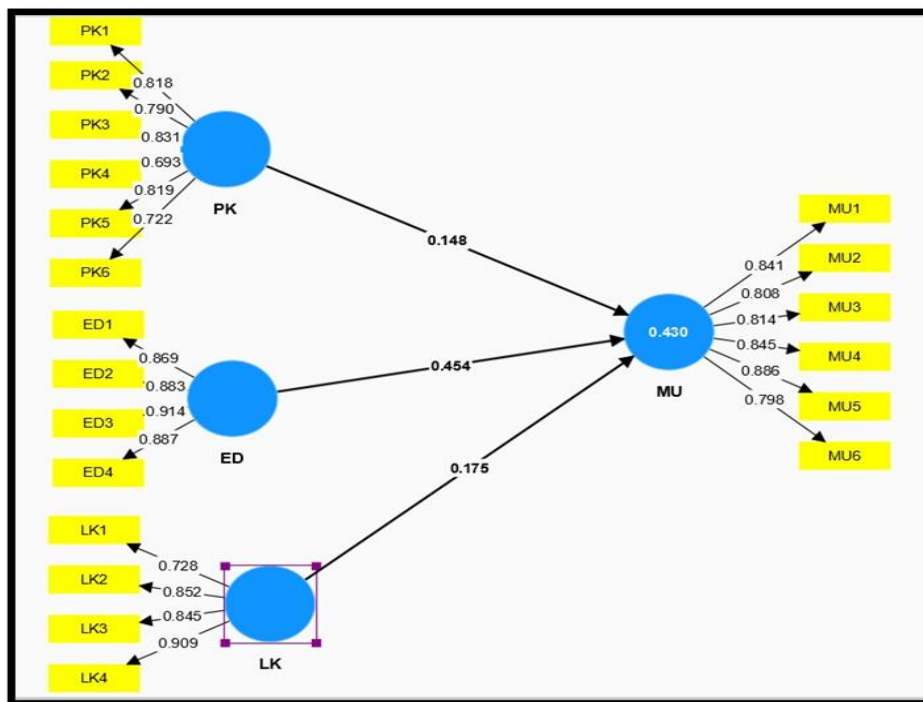 PK1
PK2
PK3
PK4
PK5
PK6
0.818
0.790
0.831
0.693
0.819
0.722
PK
0.148
ED1
ED2
ED3
ED4
0.869
0.883
0.914
0.887
ED
0.454
LK1
LK2
LK3
LK4
0.728
0.852
0.845
0.909
LK
0.175
0.430
MU
0.841
0.808
0.814
0.845
0.886
0.798
MU1
MU2
MU3
MU4
MU5
MU6